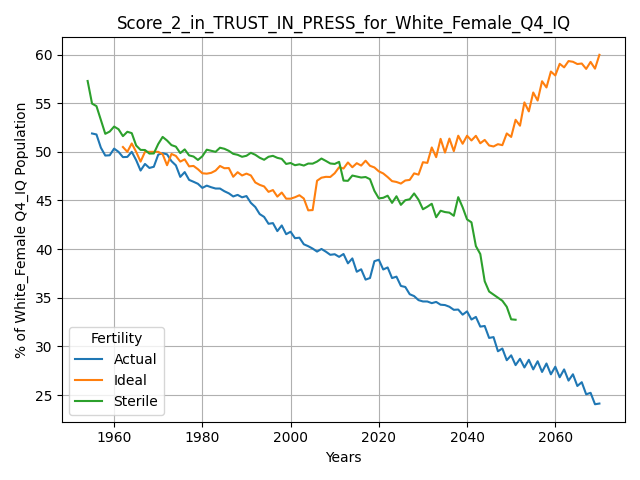 Score_2_in_TRUST_IN_PRESS_for_White_Female_Q4_IQ
% of White_Female Q4_IQ Population
60
55
50
45
40
35
30
25
Fertility
Actual
Ideal
Sterile
1960 1980 2000 2020 2040 2060
Years